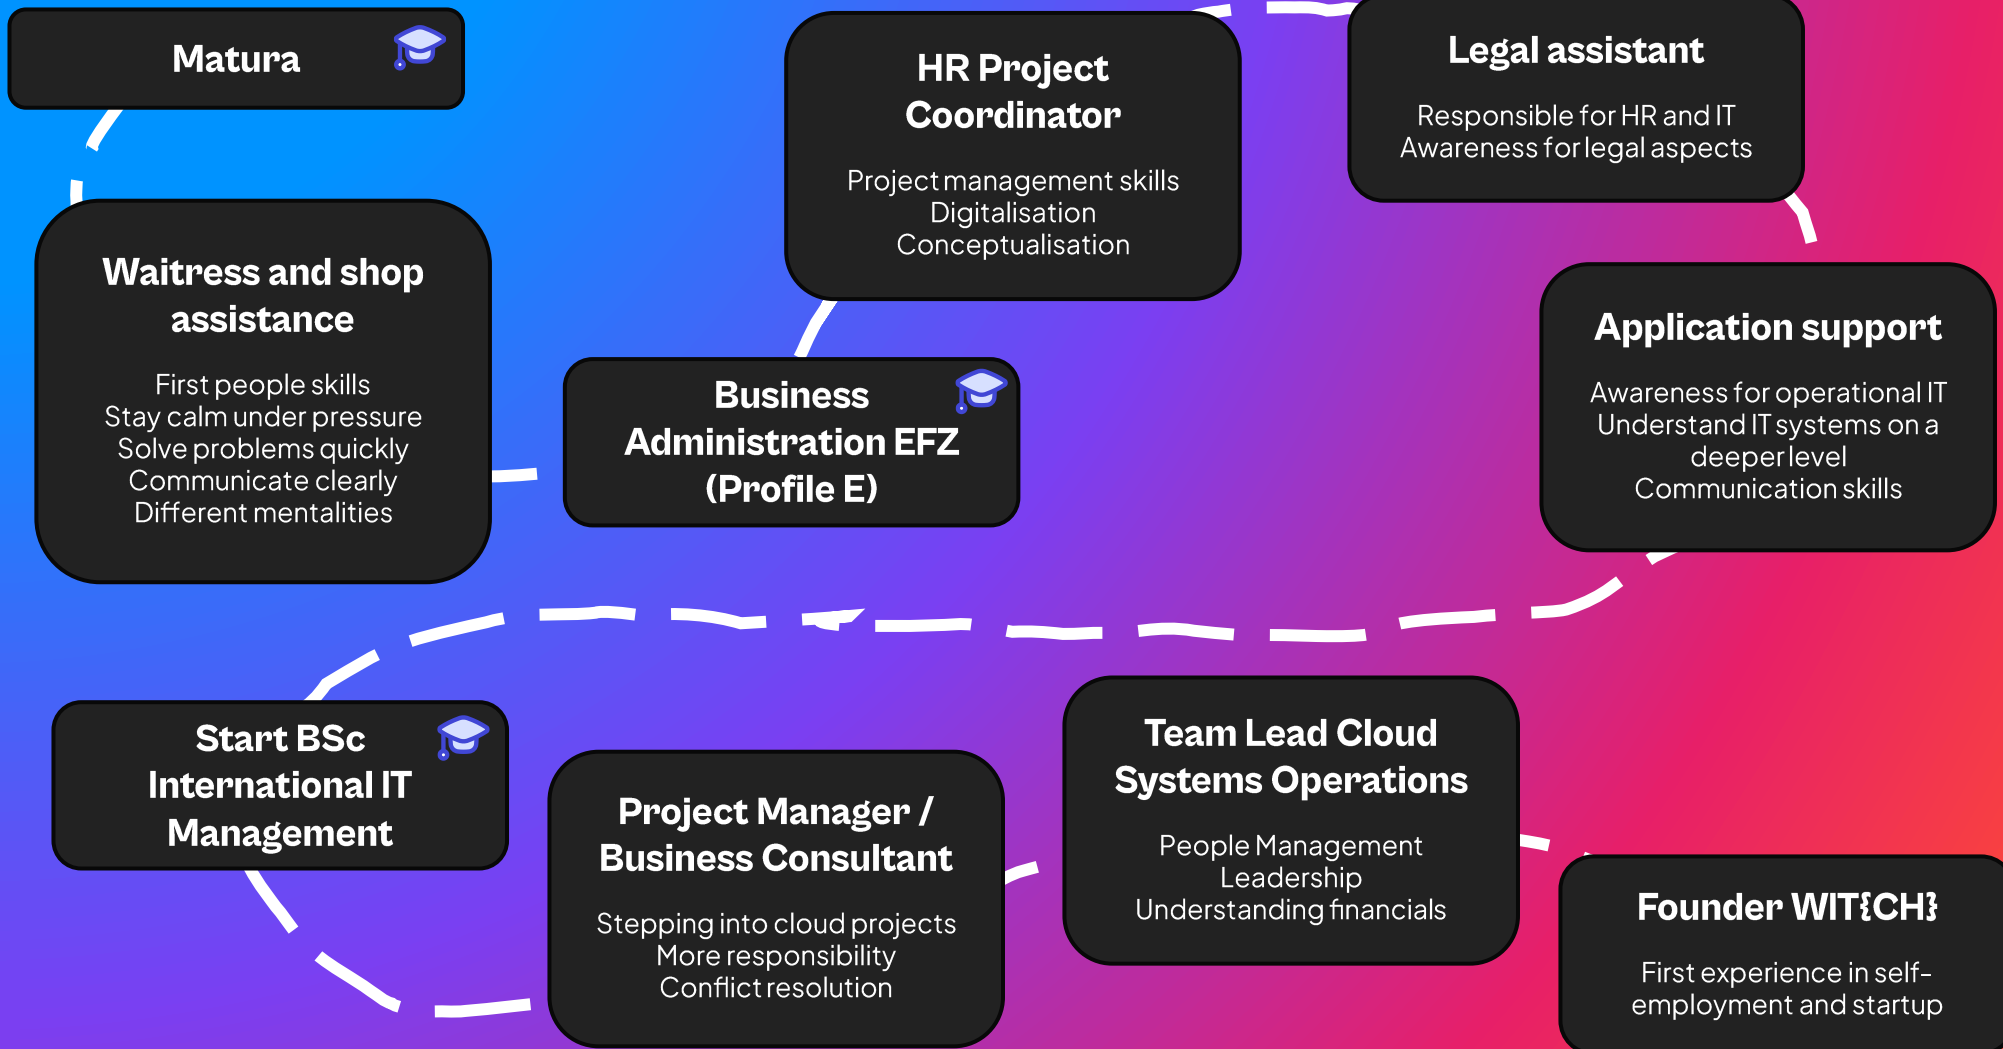 Matura
Waitress and shop
assistance
First people skills
Stay calm under pressure
Solve problems quickly
Communicate clearly
Different mentalities
Business
Administration EFZ
(Profile E)
HR Project
Coordinator
Project management skills
Digitalisation
Conceptualisation
Legal assistant
Responsible for HR and IT
Awareness for legal aspects
Application support
Awareness for operational IT
Understand IT systems on a
deeper level
Communication skills
Start BSc
International IT
Management
Project Manager /
Business Consultant
Stepping into cloud projects
More responsibility
Conflict resolution
Team Lead Cloud
Systems Operations
People Management
Leadership
Understanding financials
Founder WIT{CH}
First experience in self-
employment and startup